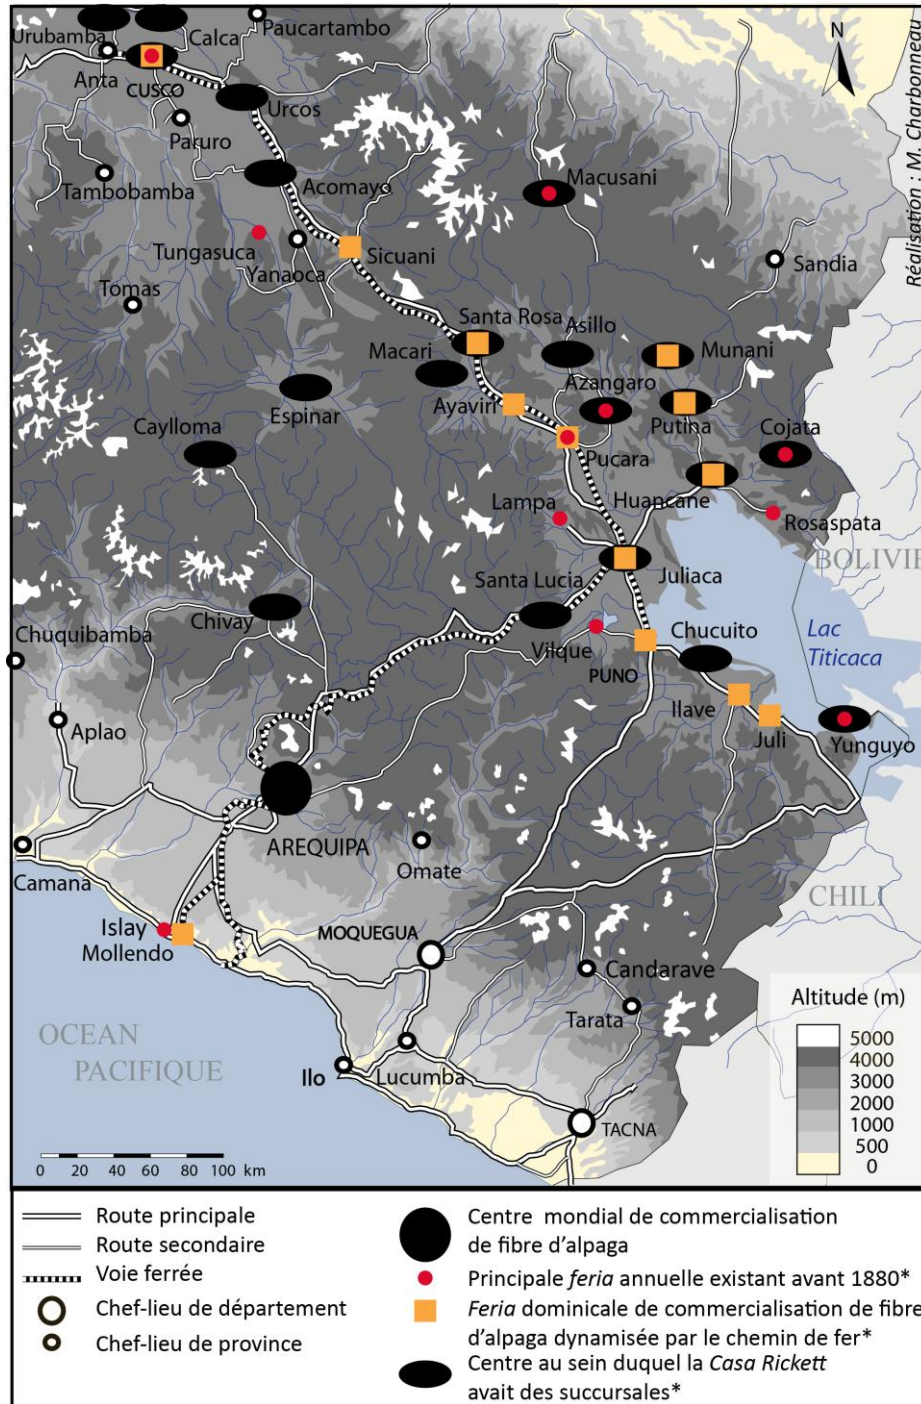 Urubamba
Calca
Paucartambo
N
Anta
CUSCO
Urcos
Paruro
Réalisation : M. Charbonneau
Tambobamba
Acomayo
Macusani
Tungasuca
Yanaoca
Sicuani
Sandia
Tomas
Santa Rosa
Asillo
Munani
Macari
Azangaro
Espinar
Ayaviri
Putina
Caylloma
Pucara
Cojata
Lampa
Huancane
Rosaspata
BOLIVIE
Santa Lucia
Juliaca
Chivay
Chuquibamba
Vilque
Chucuito
Lac
Titicaca
PUNO
Ilave
Aplao
Juli
Yunguyo
AREQUIPA
Omate
Camana
CHILI
Islay
Mollendo
MOQUEGUA
Candarave
Tarata
OCEAN
PACIFIQUE
Ilo
Lucumba
TACNA
Altitude (m)
5000
4000
3000
2000
1000
500
0
0 20 40 60 80 100 km
Route principale
Route secondaire
Voie ferrée
Chef-lieu de département
Chef-lieu de province
Centre mondial de commercialisation
de fibre d'alpaga
Principale feria annuelle existant avant 1880*
Feria dominicale de commercialisation de fibre
d'alpaga dynamisée par le chemin de fer*
Centre au sein duquel la Casa Rickett
avait des succursales*